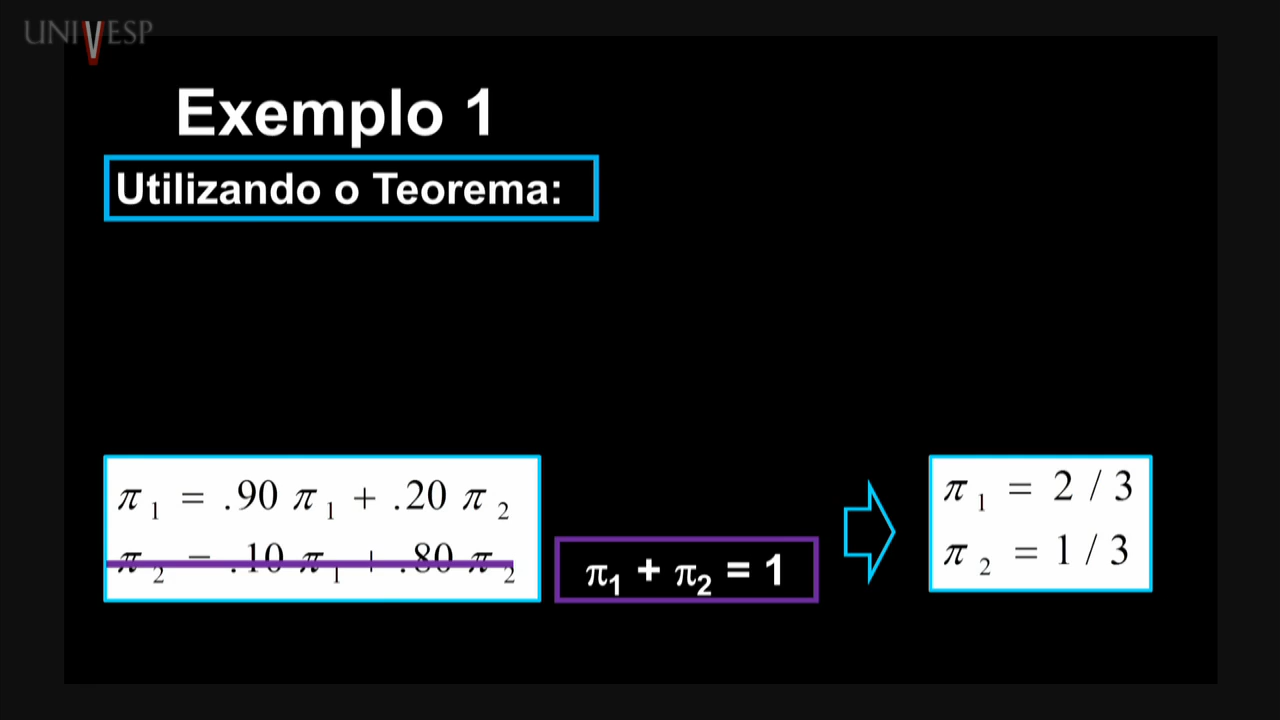 UNIVESP
Exemplo 1
Utilizando o Teorema:
π 1 = .90 π 1 + .20 π 2
π 2 = .10 π 1 + .80 π 2
π1 + π2 = 1
π 1 = 2 / 3
π 2 = 1 / 3